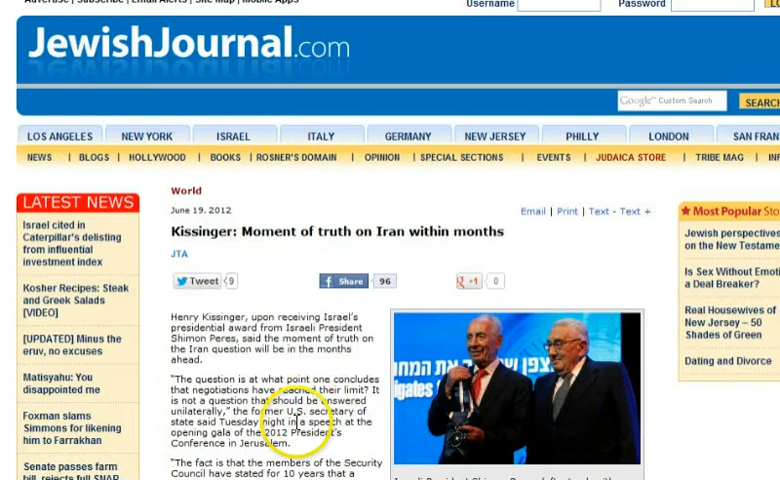 Advertise | Subscribe | Email Alerts | Site Map | Mobile Apps
Username
Password
JewishJournal.com
Google™ Custom Search
SEARCH
LOS ANGELES
NEW YORK
ISRAEL
ITALY
GERMANY
NEW JERSEY
PHILLY
LONDON
SAN FRAN
NEWS | BLOGS | HOLLYWOOD | BOOKS | ROSNER'S DOMAIN | OPINION | SPECIAL SECTIONS | EVENTS | JUDAICA STORE | TRIBE MAG |
LATEST NEWS
Israel cited in
Caterpillar's delisting
from influential
investment index
Kosher Recipes: Steak
and Greek Salads
[VIDEO]
[UPDATED] Minus the
eruv, no excuses
Matisyahu: You
disappointed me
Foxman slams
Simmons for likening
him to Farrakhan
Senate passes farm
bill, rejects full SNAP
World
June 19, 2012
Email | Print | Text - Text +
Kissinger: Moment of truth on Iran within months
JTA
Tweet 9
Share 96
+1 0
Henry Kissinger, upon receiving Israel's
presidential award from Israeli President
Shimon Peres, said the moment of truth on
the Iran question will be in the months
ahead.
"The question is at what point one concludes
that negotiations have reached their limit? It
is not a question that should be answered
unilaterally," the former U.S. secretary of
state said Tuesday night in a speech at the
opening gala of the 2012 President's
Conference in Jerusalem.
"The fact is that the members of the Security
Council have stated for 10 years that a
צפן
את המח
Most Popular Sto
Jewish perspectives
on the New Testame
Is Sex Without Emotio
a Deal Breaker?
Real Housewives of
New Jersey – 50
Shades of Green
Dating and Divorce